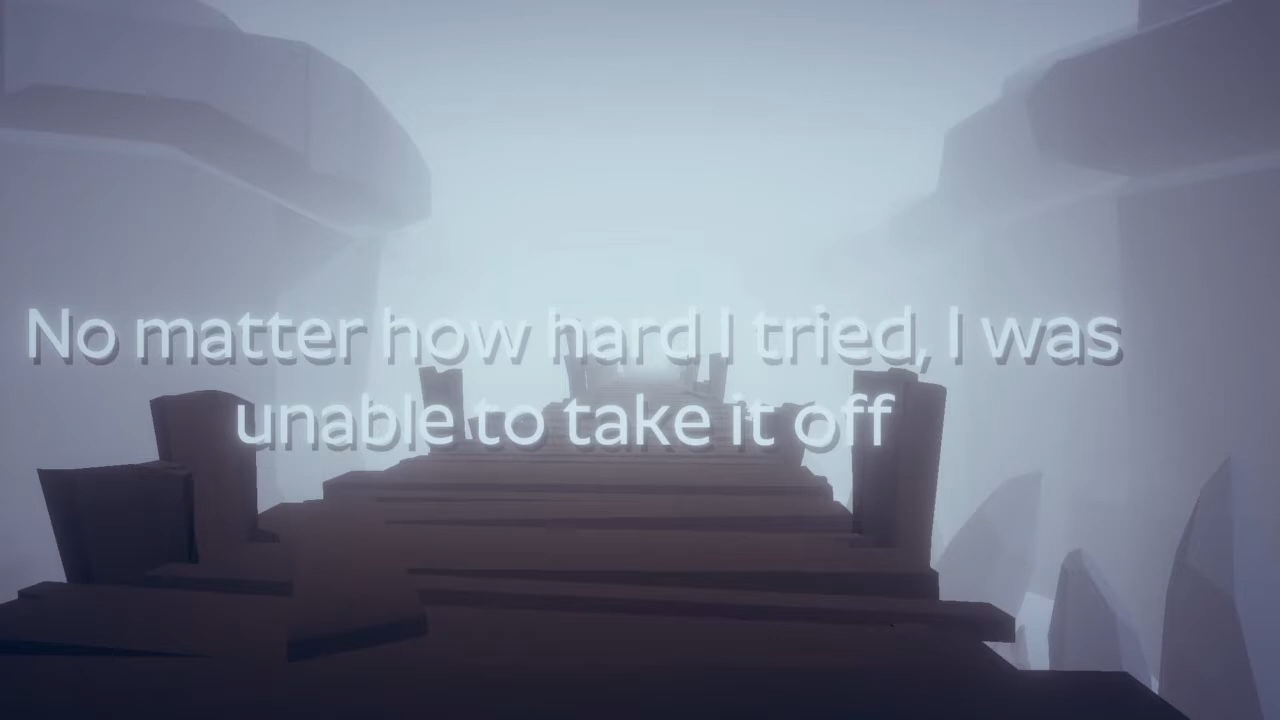 No matter how hard I tried, I was
unable to take it off